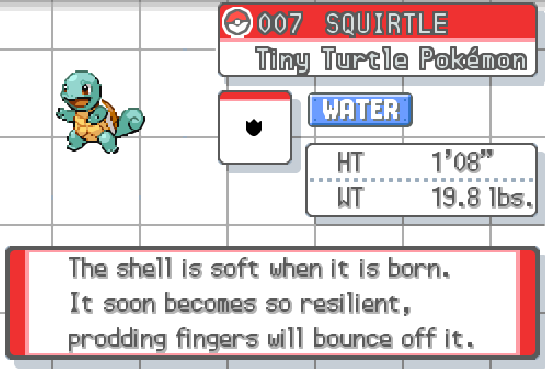 007 SQUIRTLE
Tiny Turtle Pokémon
WATER
HT 1'08"
WT 19.8 lbs.
The shell is soft when it is born.
It soon becomes so resilient,
prodding fingers will bounce off it.